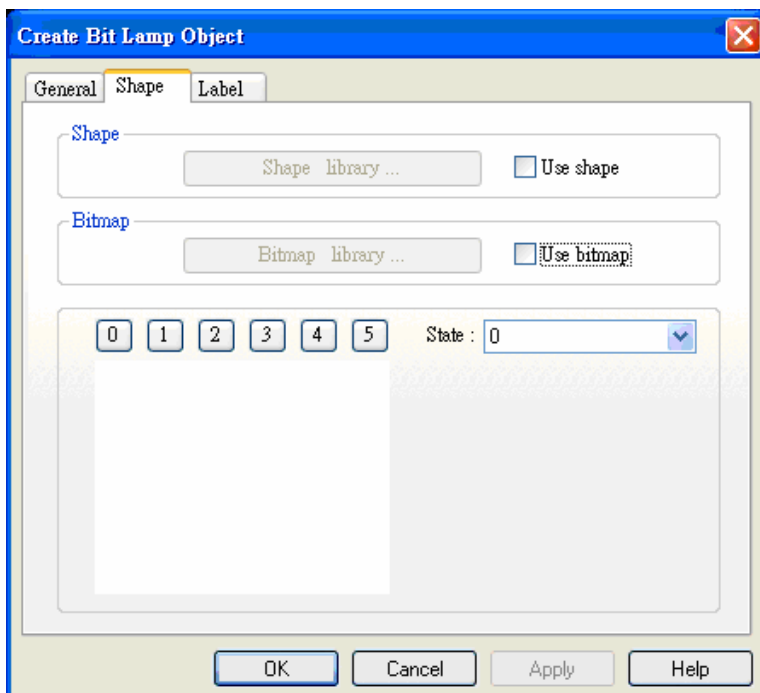 Create Bit Lamp Object
General Shape Label
Shape
Shape library ... Use shape
Bitmap
Bitmap library ... Use bitmap
0 1 2 3 4 5 State : 0
OK Cancel Apply Help